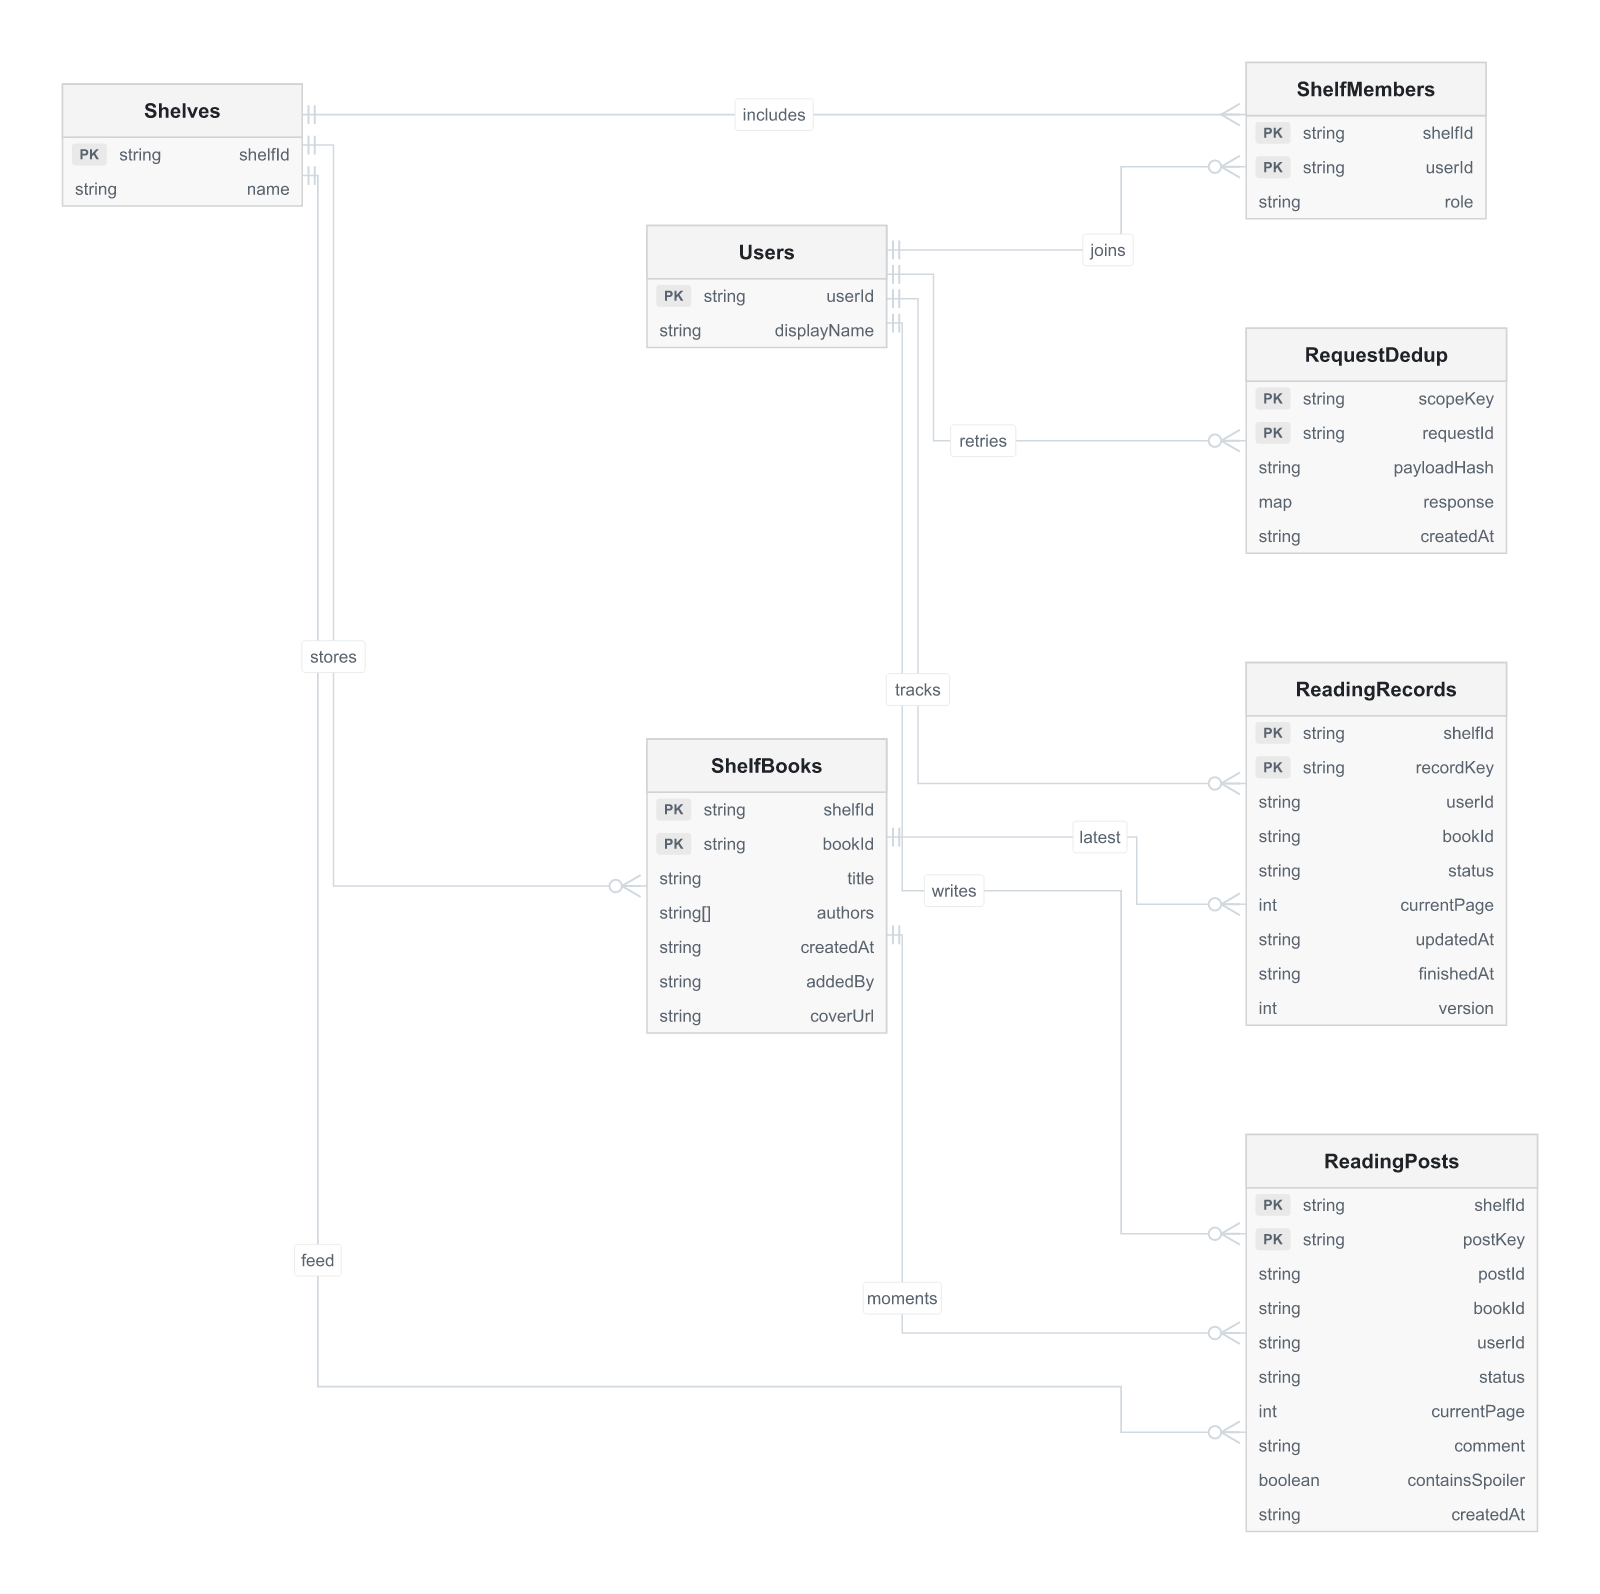 Shelves
PK string shelfId
string name
includes
ShelfMembers
PK string shelfId
PK string userId
string role
Users
PK string userId
string displayName
joins
RequestDedup
PK string scopeKey
PK string requestId
string payloadHash
map response
string createdAt
retries
stores
tracks
ReadingRecords
PK string shelfId
PK string recordKey
string userId
string bookId
string status
int currentPage
string updatedAt
string finishedAt
int version
ShelfBooks
PK string shelfId
PK string bookId
string title
string[] authors
string createdAt
string addedBy
string coverUrl
latest
writes
feed
moments
ReadingPosts
PK string shelfId
PK string postKey
string postId
string bookId
string userId
string status
int currentPage
string comment
boolean containsSpoiler
string createdAt